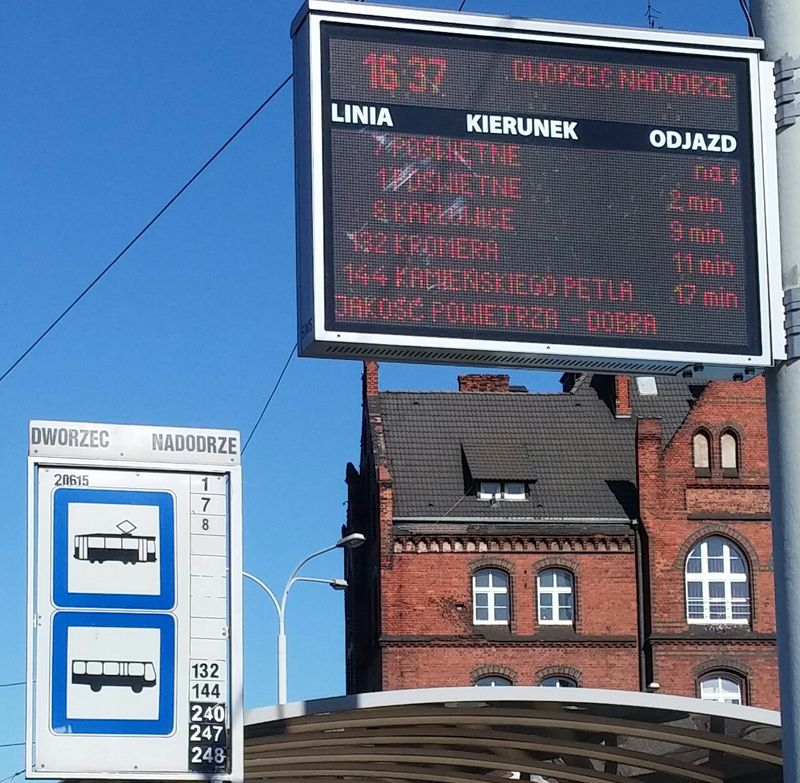 16:37 DWORZEC NADODRZE
LINIA KIERUNEK ODJAZD
7 POŚWIĘTNE na p
1 POŚWIĘTNE 2 min
8 KARŁOWICE 9 min
132 KROMERA 11 min
144 KAMIEŃSKIEGO PETLA 17 min
JAKOŚĆ POWIETRZA - DOBRA
DWORZEC NADODRZE
20615
1
7
8
132
144
240
247
248